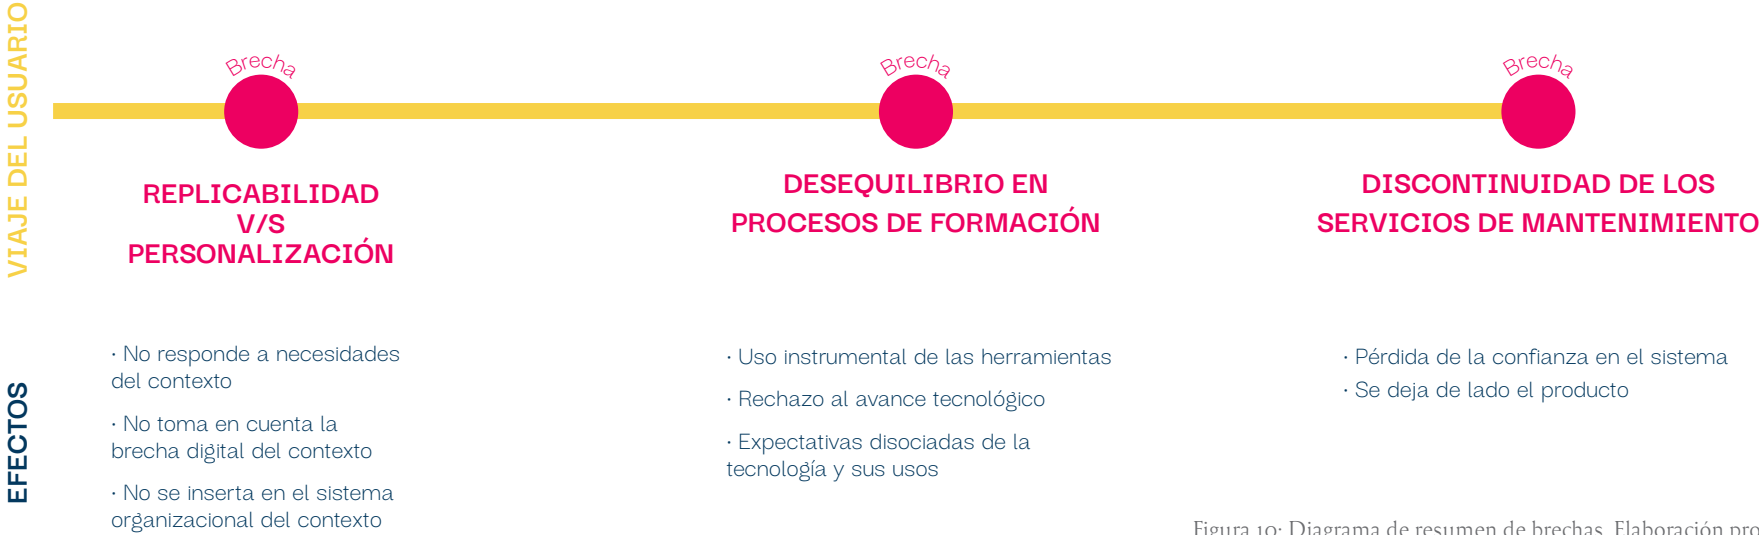 VIAJE DEL USUARIO
Brecha
REPLICABILIDAD
V/S
PERSONALIZACIÓN
Brecha
DESEQUILIBRIO EN
PROCESOS DE FORMACIÓN
Brecha
DISCONTINUIDAD DE LOS
SERVICIOS DE MANTENIMIENTO
EFECTOS
· No responde a necesidades
del contexto
· No toma en cuenta la
brecha digital del contexto
· No se inserta en el sistema
organizacional del contexto
· Uso instrumental de las herramientas
· Rechazo al avance tecnológico
· Expectativas disociadas de la
tecnología y sus usos
· Pérdida de la confianza en el sistema
· Se deja de lado el producto
Figura 10: Diagrama de resumen de brechas. Elaboración pro